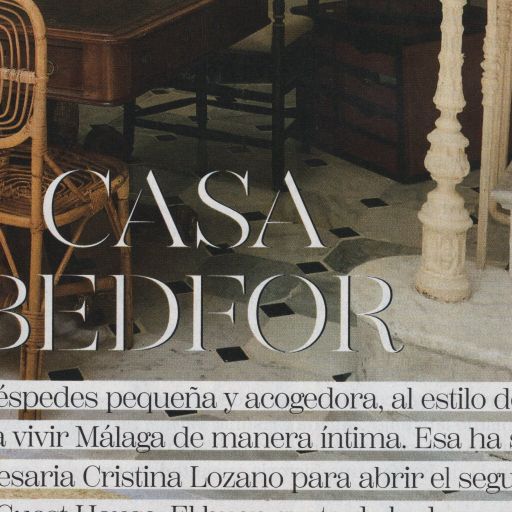 CASA
BEDFOR
éspedes pequeña y acogedora, al estilo d
a vivir Málaga de manera íntima. Esa ha s
esaria Cristina Lozano para abrir el segu